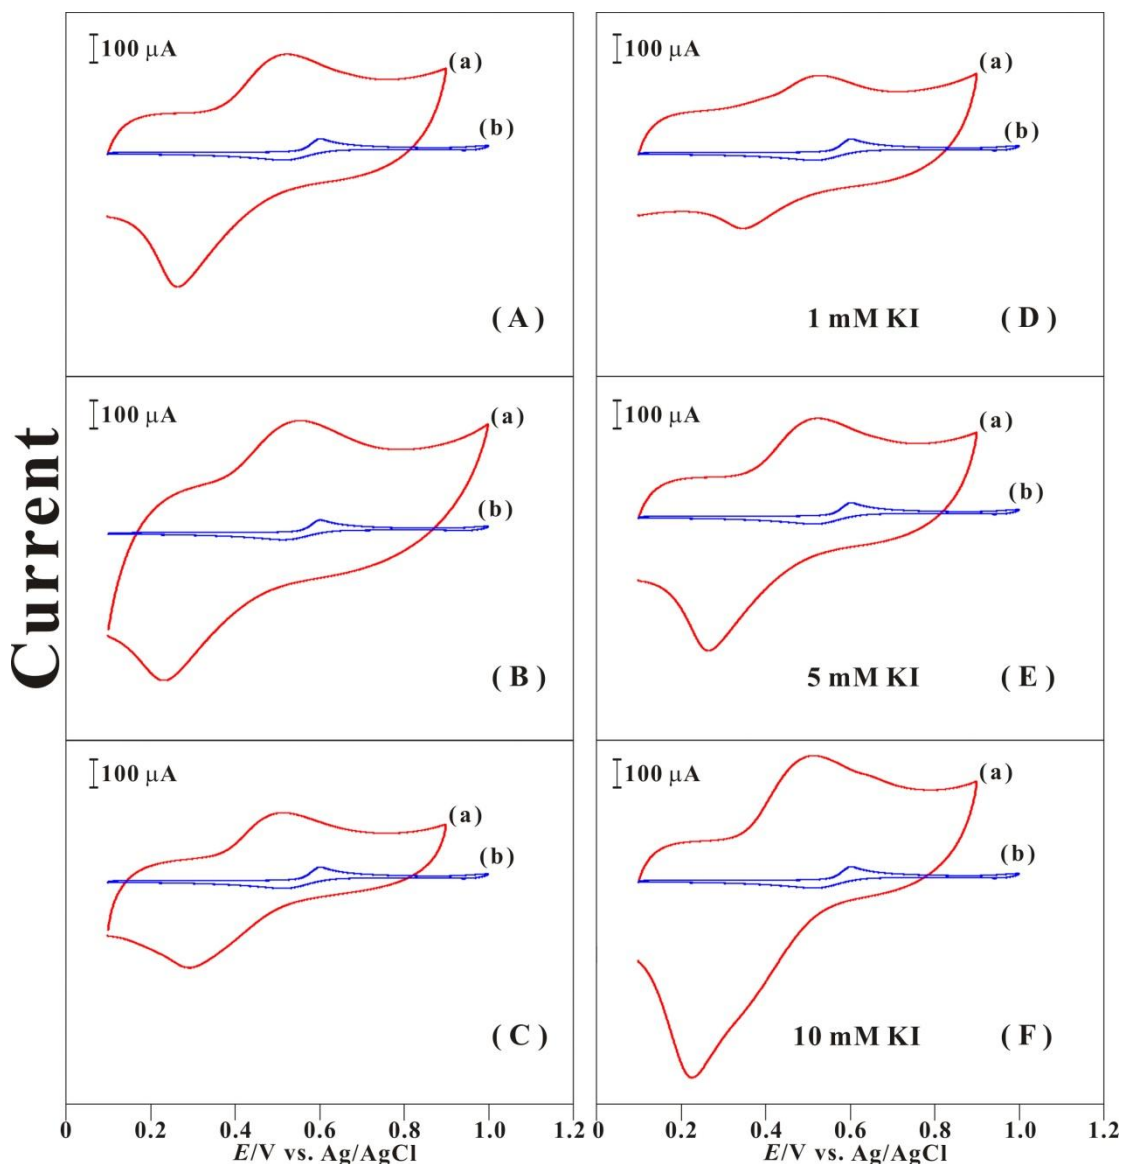 Current
100 μA
(a)
(b)
( A )
100 μA
(a)
(b)
( B )
100 μA
(a)
(b)
( C )
0 0.2 0.4 0.6 0.8 1.0 1.2
E/V vs. Ag/AgCl
100 μA
(a)
(b)
1 mM KI ( D )
100 μA
(a)
(b)
5 mM KI ( E )
100 μA
(a)
(b)
10 mM KI ( F )
0 0.2 0.4 0.6 0.8 1.0 1.2
E/V vs. Ag/AgCl